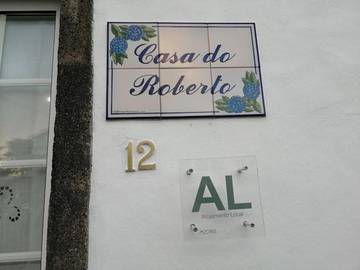 Casa do
Roberto
12
AL
Alojamento Local